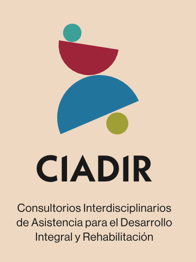 CIADIR
Consultorios Interdisciplinarios
de Asistencia para el Desarrollo
Integral y Rehabilitación